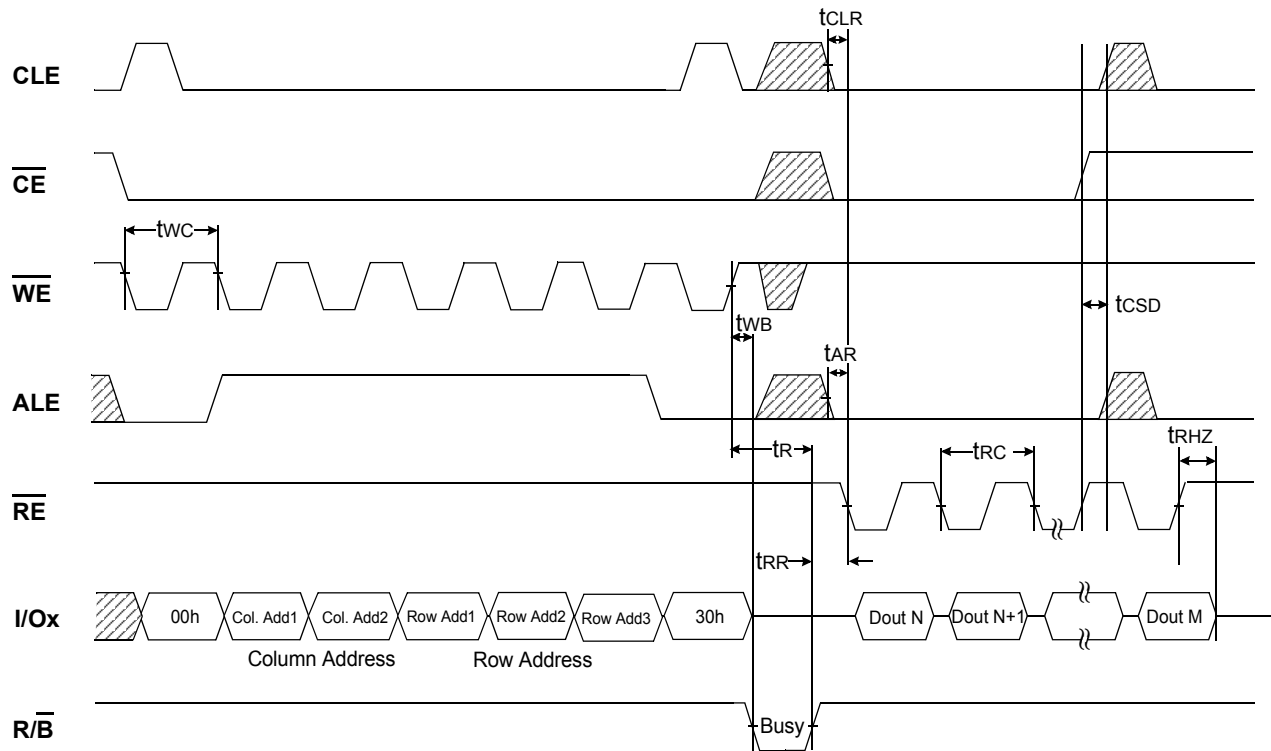 tCLR
CLE
CE
tWC
WE
tCSD
tWB
tAR
ALE
tR
tRC
tRHZ
RE
tRR
I/Ox
00h
Col. Add1
Col. Add2
Row Add1
Row Add2
Row Add3
30h
Dout N
Dout N+1
Dout M
Column Address
Row Address
R/B
Busy